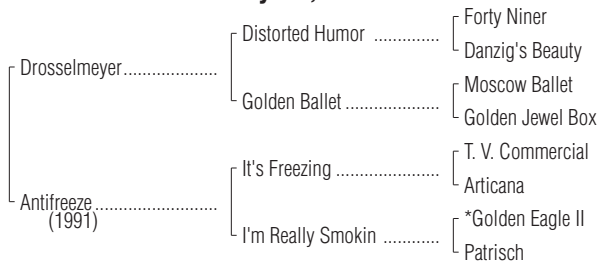 Forty Niner
Distorted Humor ..............
Danzig's Beauty
Drosselmeyer....................
Moscow Ballet
Golden Ballet ....................
Golden Jewel Box
T. V. Commercial
It's Freezing ......................
Articana
Antifreeze..........................
(1991)
*Golden Eagle II
I'm Really Smokin ............
Patrisch